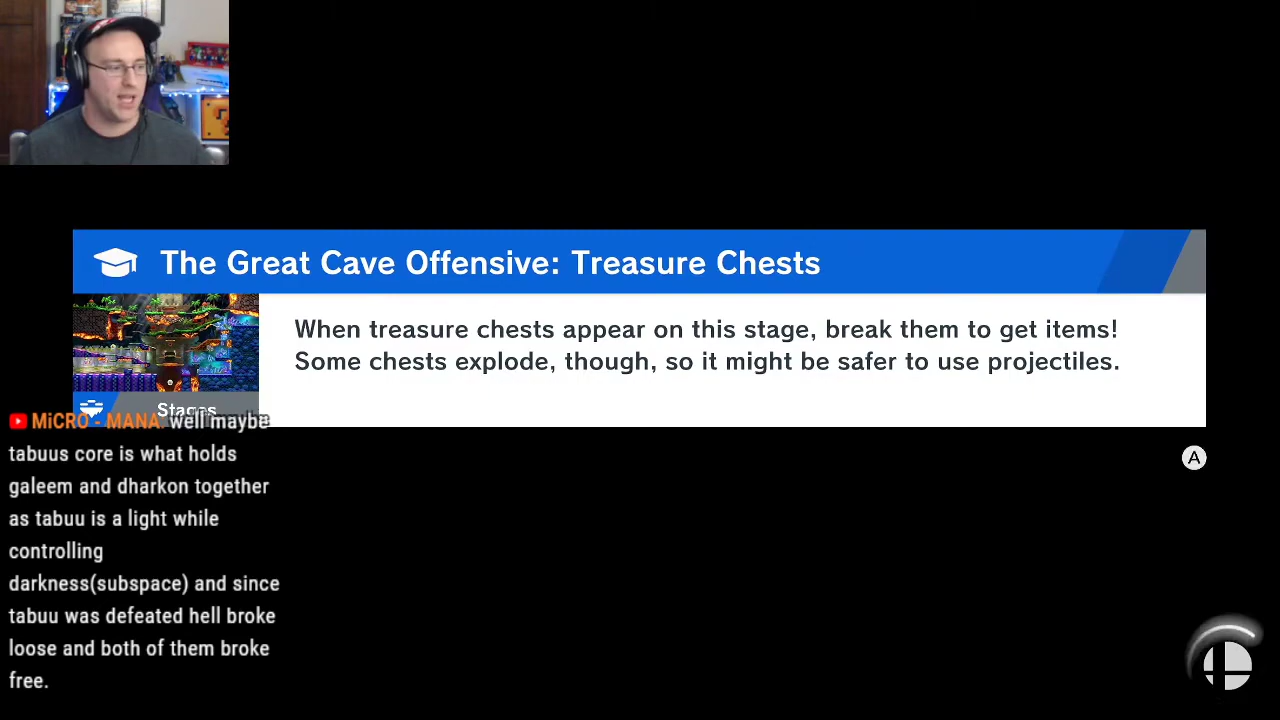 The Great Cave Offensive: Treasure Chests
When treasure chests appear on this stage, break them to get items!
Some chests explode, though, so it might be safer to use projectiles.
Stages
A
MiCRO - MANA: well maybe
tabuus core is what holds
galeem and dharkon together
as tabuu is a light while
controlling
darkness(subspace) and since
tabuu was defeated hell broke
loose and both of them broke
free.